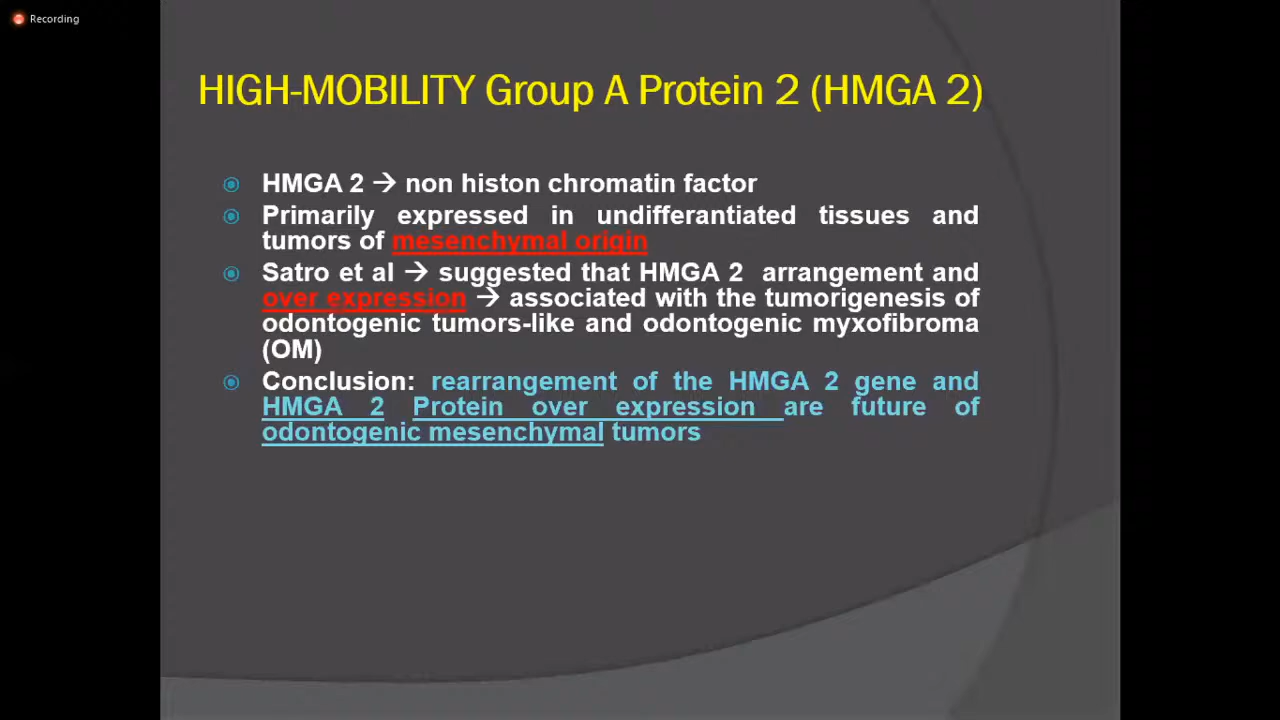 Recording
HIGH-MOBILITY Group A Protein 2 (HMGA 2)
HMGA 2 → non histon chromatin factor
Primarily expressed in undifferantiated tissues and
tumors of mesenchymal origin
Satro et al → suggested that HMGA 2 arrangement and
over expression → associated with the tumorigenesis of
odontogenic tumors-like and odontogenic myxofibroma
(OM)
Conclusion: rearrangement of the HMGA 2 gene and
HMGA 2 Protein over expression are future of
odontogenic mesenchymal tumors